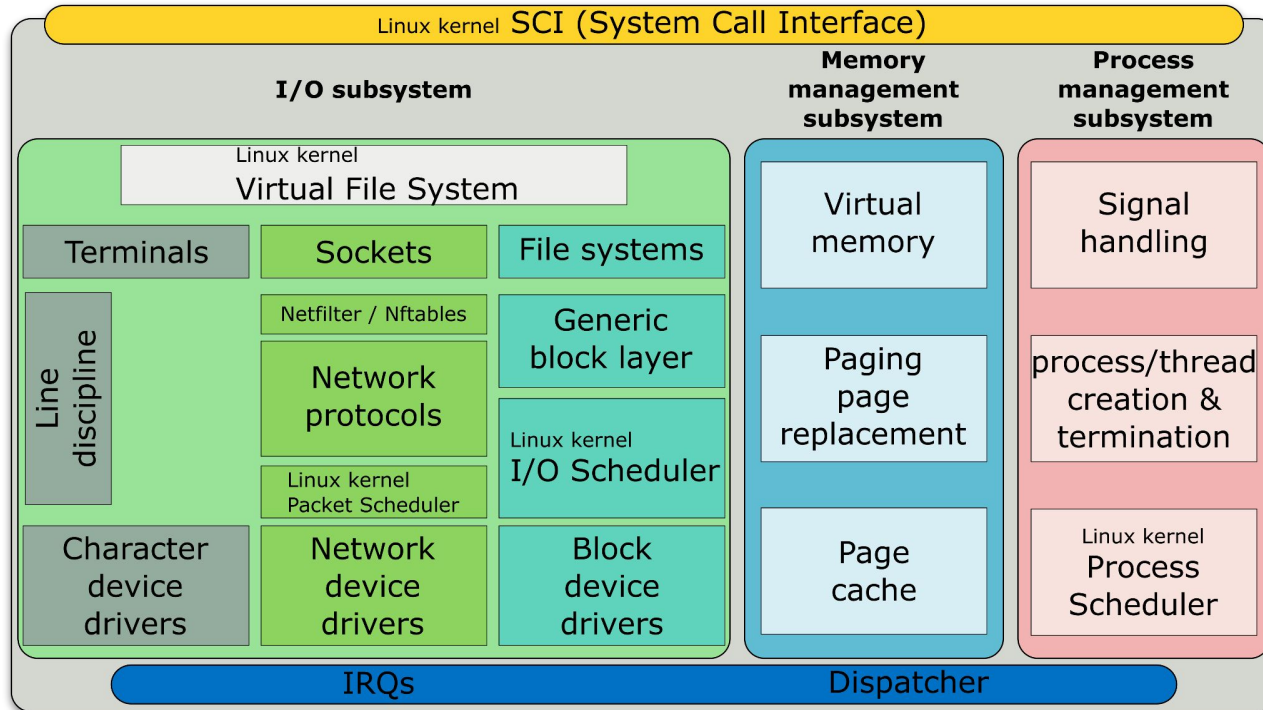 Linux kernel SCI (System Call Interface)
I/O subsystem
Memory
management
subsystem
Process
management
subsystem
Linux kernel
Virtual File System
Terminals
Sockets
File systems
Line
discipline
Netfilter / Nftables
Network
protocols
Linux kernel
Packet Scheduler
Generic
block layer
Linux kernel
I/O Scheduler
Character
device
drivers
Network
device
drivers
Block
device
drivers
Virtual
memory
Paging
page
replacement
Page
cache
Signal
handling
process/thread
creation &
termination
Linux kernel
Process
Scheduler
IRQs
Dispatcher